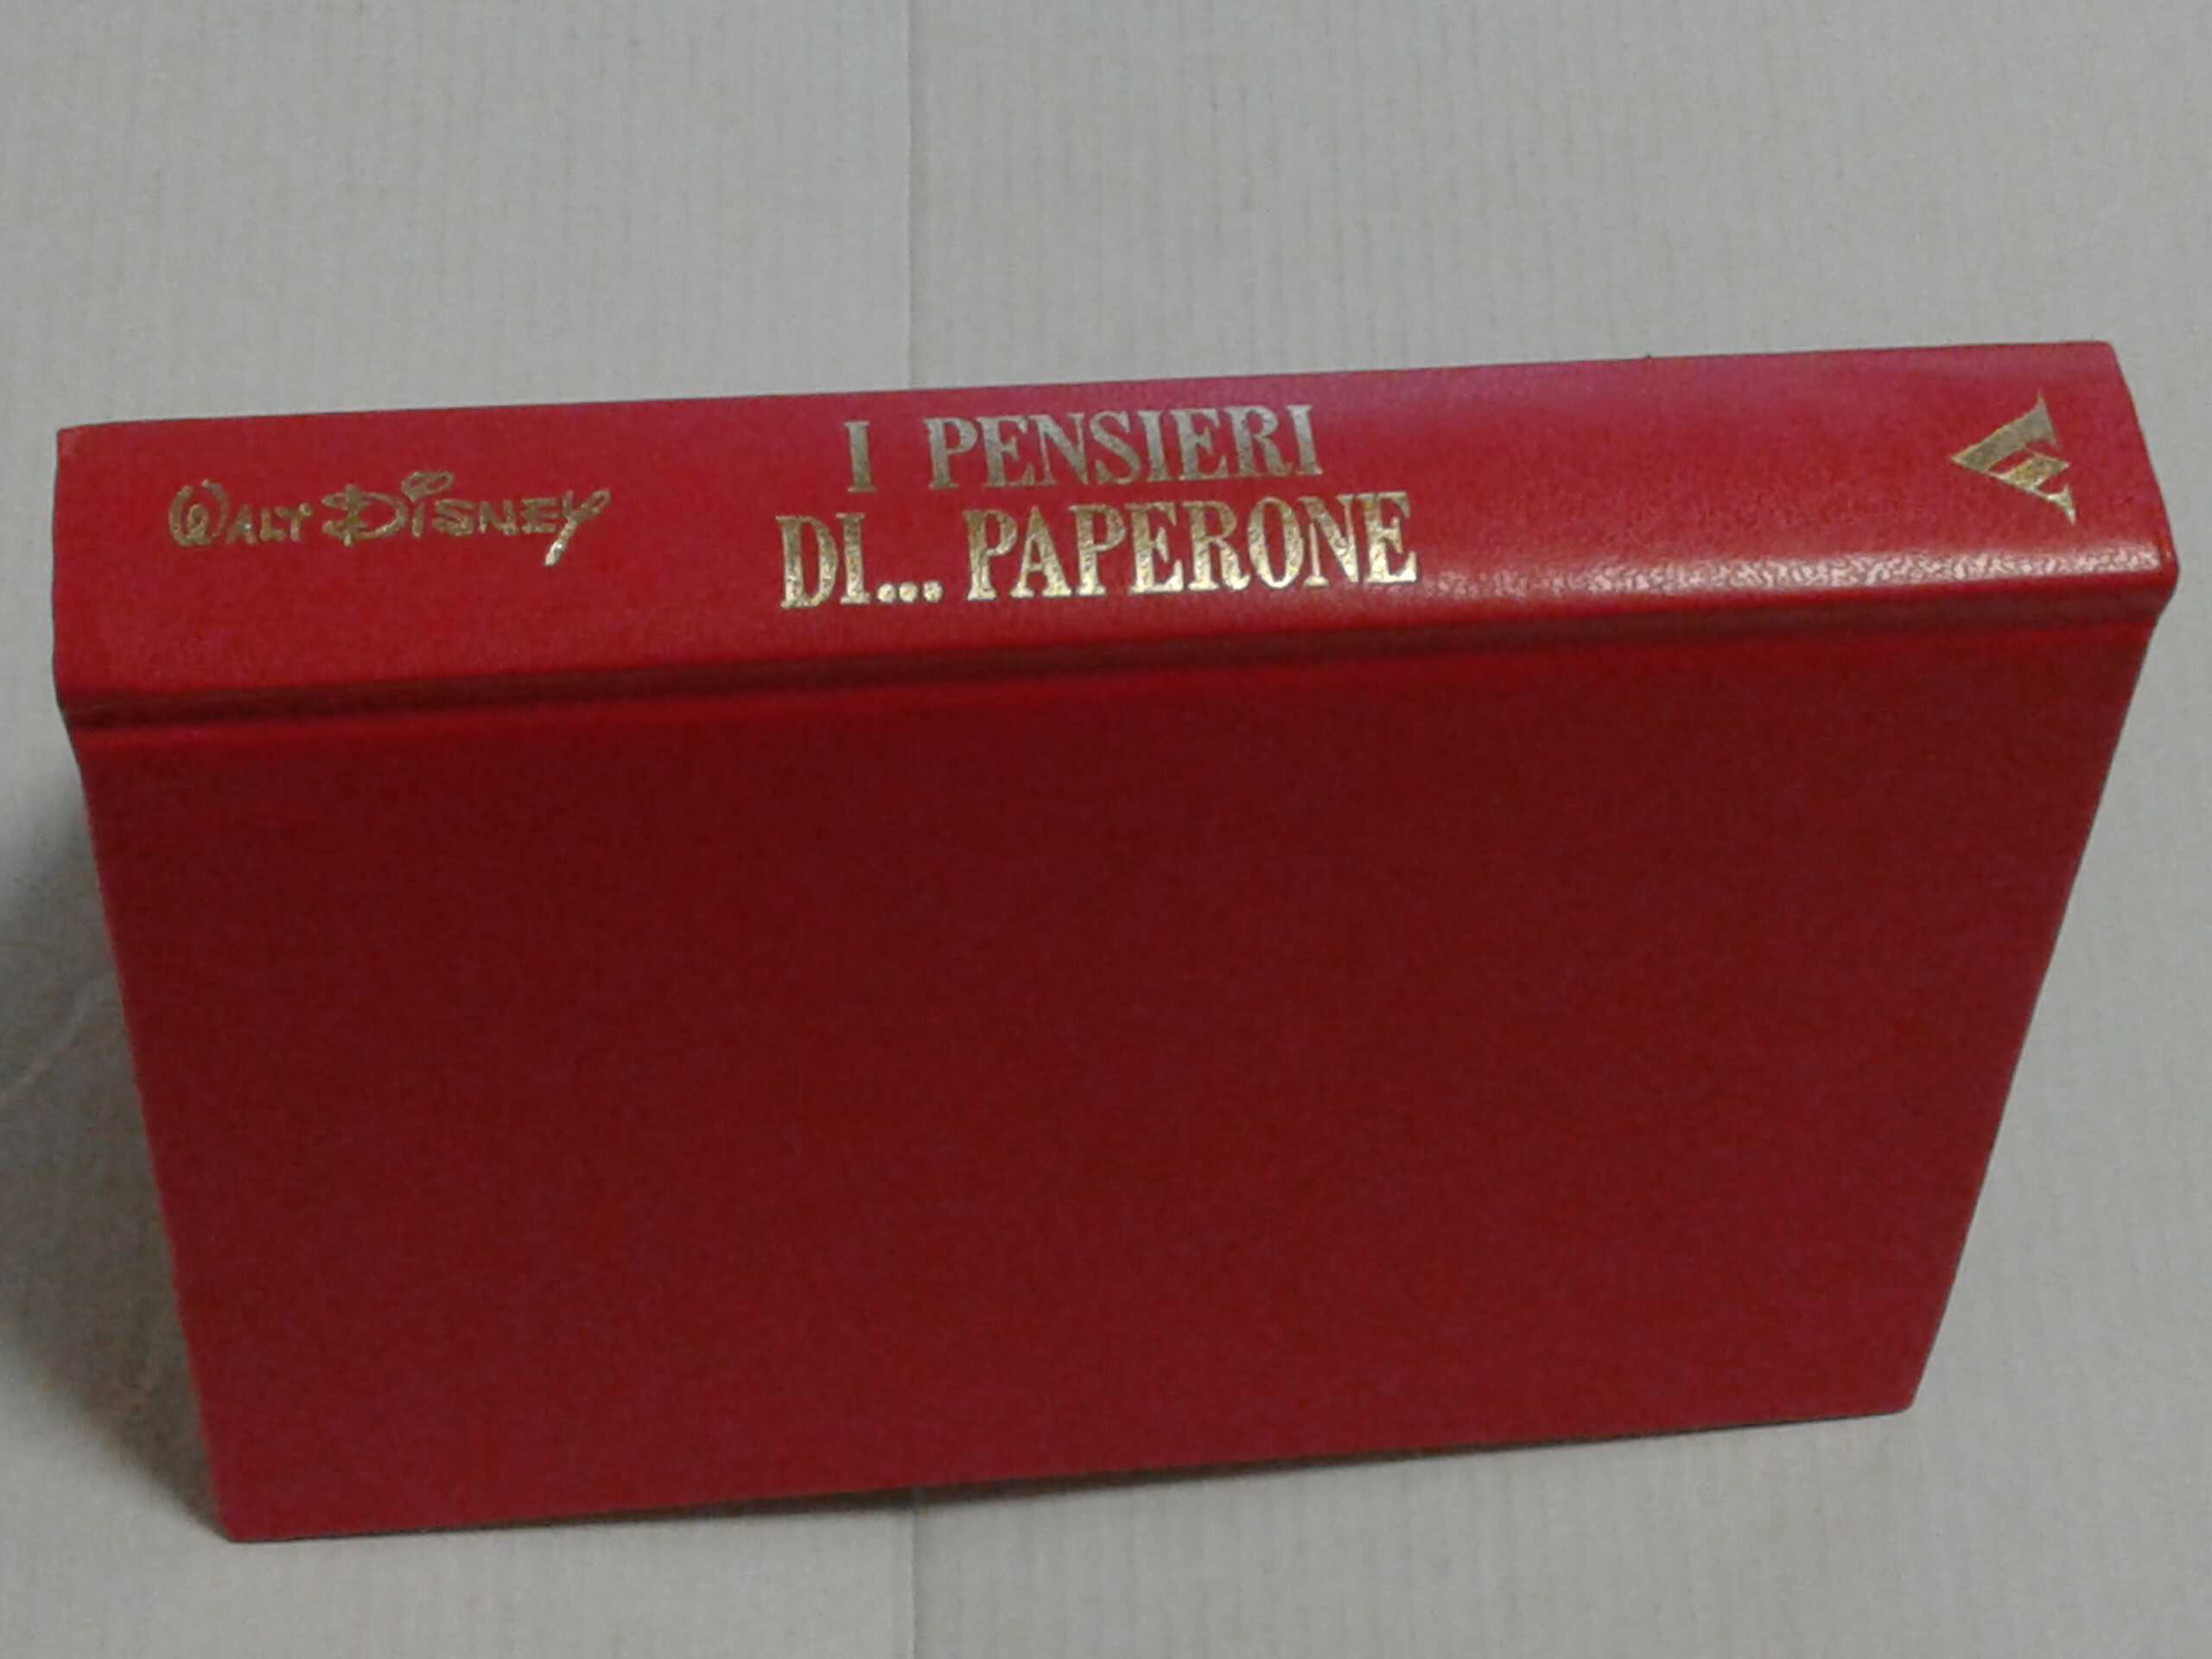 WALT DISNEY
I PENSIERI
DI... PAPERONE